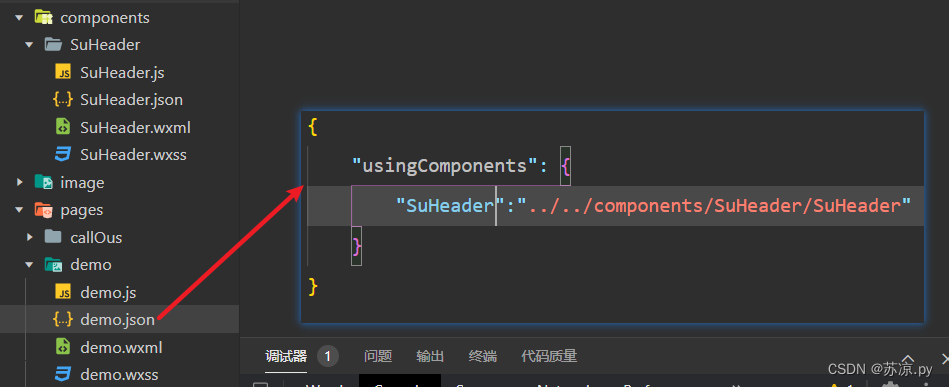 components
SuHeader
SuHeader.js
SuHeader.json
SuHeader.wxml
SuHeader.wxss
image
pages
callOus
demo
demo.js
demo.json
demo.wxml
demo.wxss
{
"usingComponents": {
"SuHeader":"../../components/SuHeader/SuHeader"
}
}
调试器 1 问题 输出 终端 代码质量
CSDN @苏凉.py